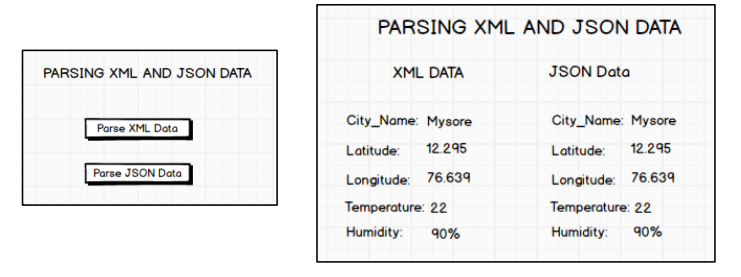 PARSING XML AND JSON DATA
Parse XML Data
Parse JSON Data
PARSING XML AND JSON DATA
XML DATA
City_Name: Mysore
Latitude: 12.295
Longitude: 76.639
Temperature: 22
Humidity: 90%
JSON Data
City_Name: Mysore
Latitude: 12.295
Longitude: 76.639
Temperature: 22
Humidity: 90%